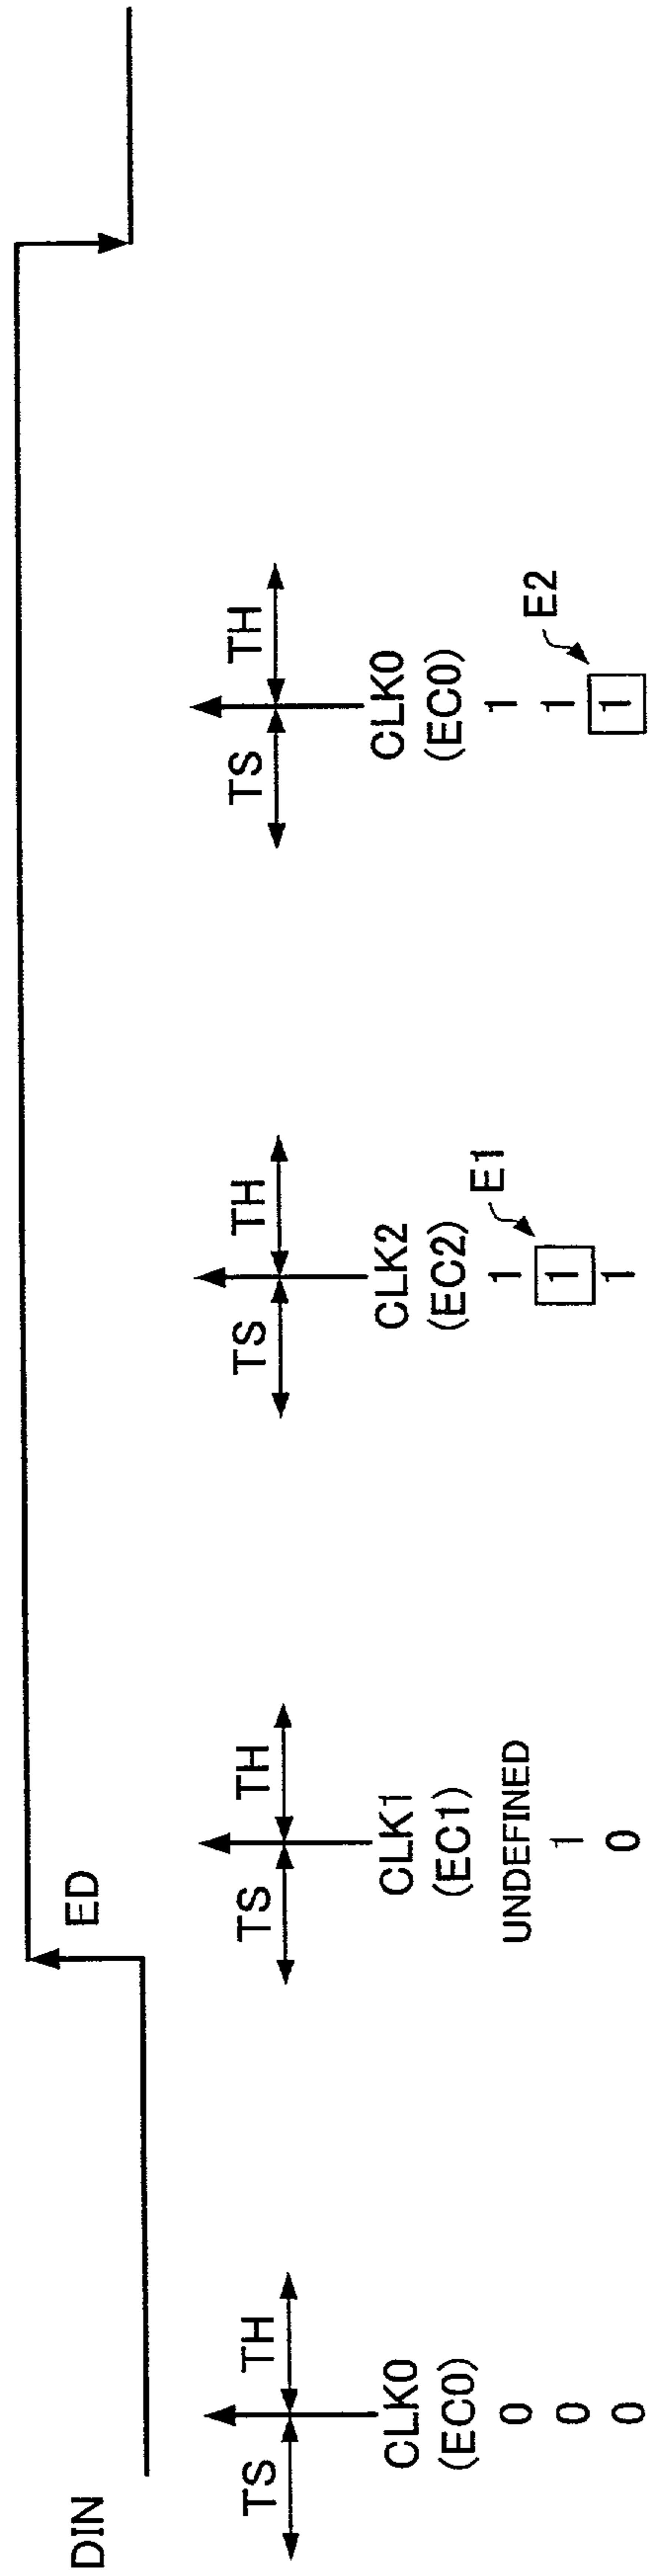 DIN
ED
TS TH TS TH TS TH TS TH
CLK0 CLK1 CLK2 CLK0
(EC0) (EC1) (EC2) (EC0)
0 UNDEFINED 1 1
E1 E2
0 1 1 1
0 0 1 1